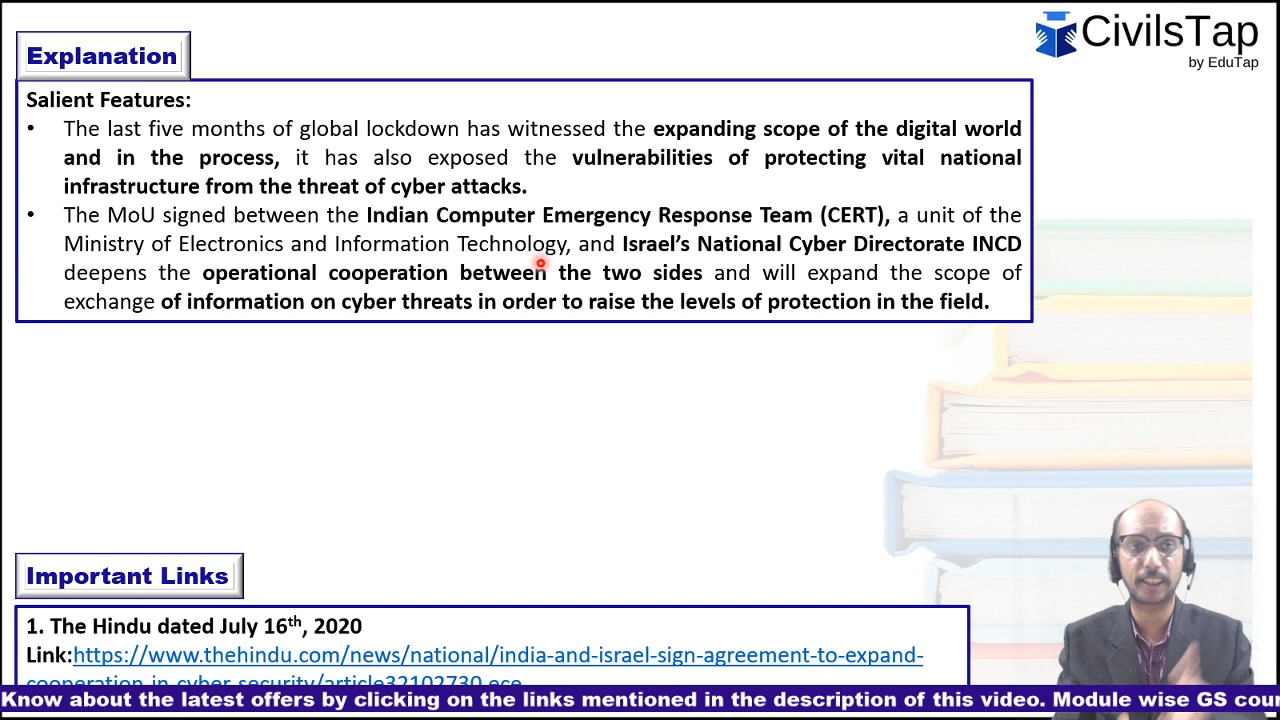 CivilsTap
by EduTap
Explanation
Salient Features:
• The last five months of global lockdown has witnessed the expanding scope of the digital world
and in the process, it has also exposed the vulnerabilities of protecting vital national
infrastructure from the threat of cyber attacks.
• The MoU signed between the Indian Computer Emergency Response Team (CERT), a unit of the
Ministry of Electronics and Information Technology, and Israel’s National Cyber Directorate INCD
deepens the operational cooperation between the two sides and will expand the scope of
exchange of information on cyber threats in order to raise the levels of protection in the field.
Important Links
1. The Hindu dated July 16th, 2020
Link:https://www.thehindu.com/news/national/india-and-israel-sign-agreement-to-expand-
cooperation-in-cyber-security/article32102730.ece
Know about the latest offers by clicking on the links mentioned in the description of this video. Module wise GS cou